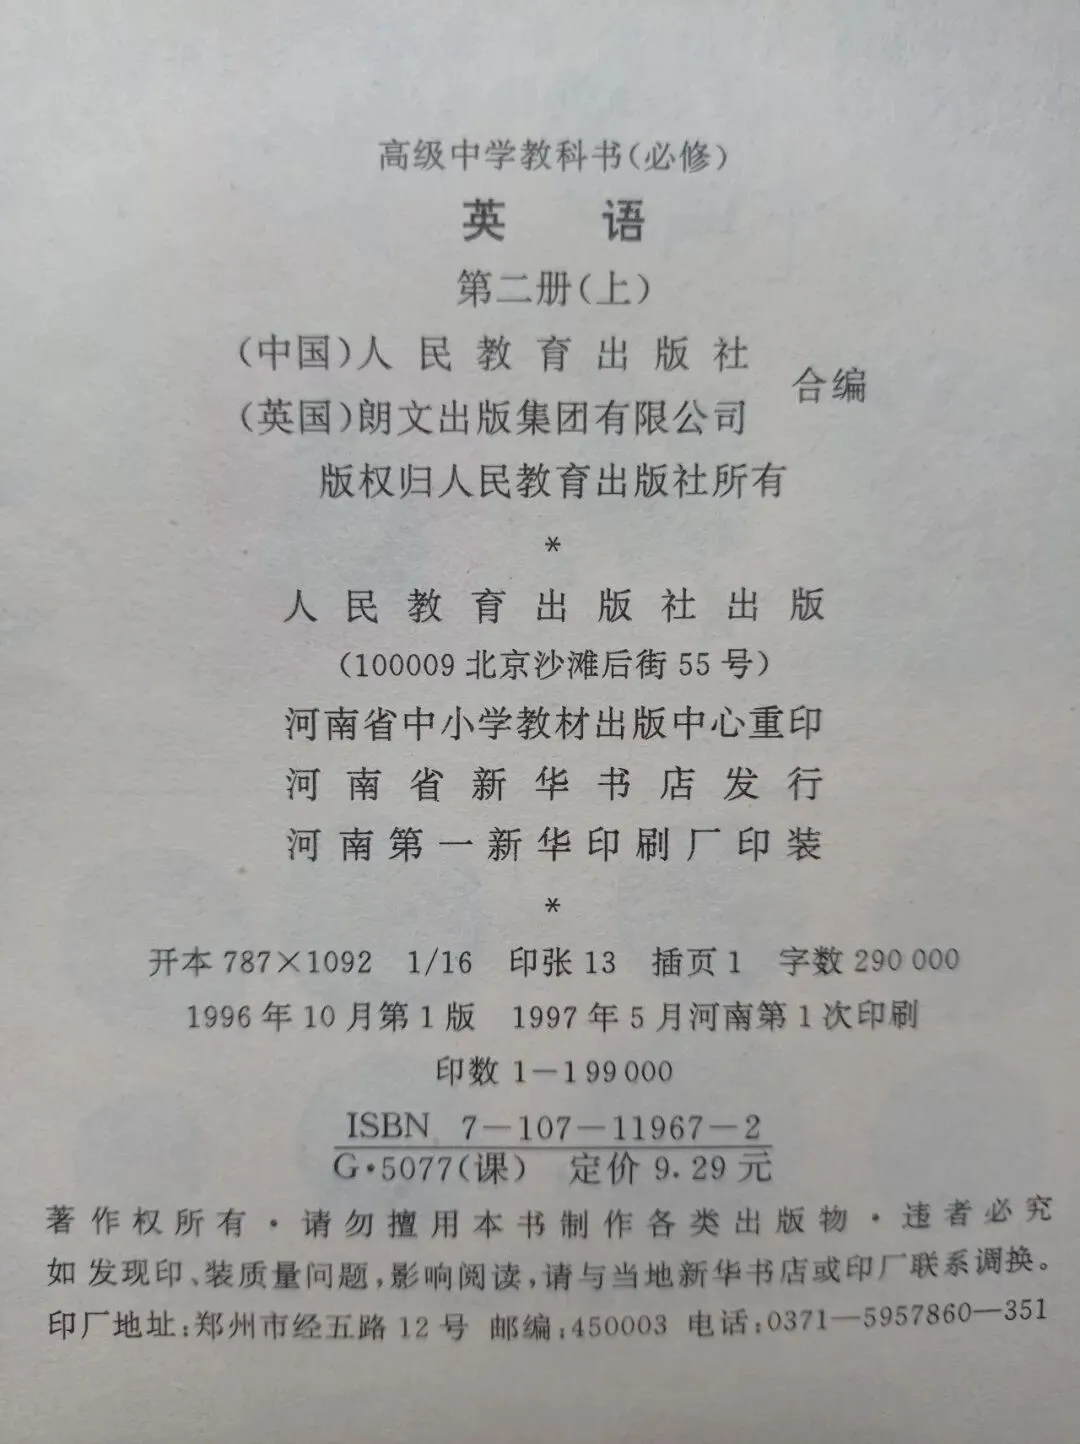 高级中学教科书(必修)
英 语
第二册(上)
(中国)人民教育出版社
(英国)朗文出版集团有限公司
合编
版权归人民教育出版社所有
*
人民教育出版社出版
(100009 北京沙滩后街 55 号)
河南省中小学教材出版中心重印
河南省新华书店发行
河南第一新华印刷厂印装
*
开本 787×1092 1/16 印张 13 插页 1 字数 290 000
1996 年 10 月第 1 版 1997 年 5 月河南第 1 次印刷
印数 1—199 000
ISBN 7—107—11967—2
G·5077(课) 定价 9.29 元
著作权所有·请勿擅用本书制作各类出版物·违者必究
如发现印、装质量问题,影响阅读,请与当地新华书店或印厂联系调换。
印厂地址:郑州市经五路 12 号 邮编:450003 电话:0371—5957860—351